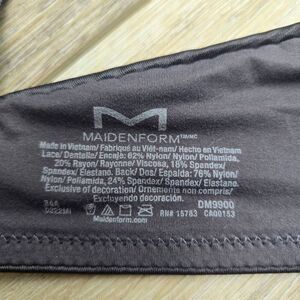 MAIDENFORM TM/MC
Made in Vietnam/ Fabriqué au Viêt-nam/ Hecho en Vietnam
Lace/ Dentelle/ Encaje: 62% Nylon/ Nylon/ Poliamida,
20% Rayon/ Rayonne/ Viscosa, 18% Spandex/
Spandex/ Elastano. Back/ Dos/ Espalda: 76% Nylon/
Nylon/ Poliamida, 24% Spandex/ Spandex/ Elastano.
Exclusive of decoration/ Ornements non compris/
Excluyendo decoración.
DM9900
RN# 15763 CA00153
Maidenform.com